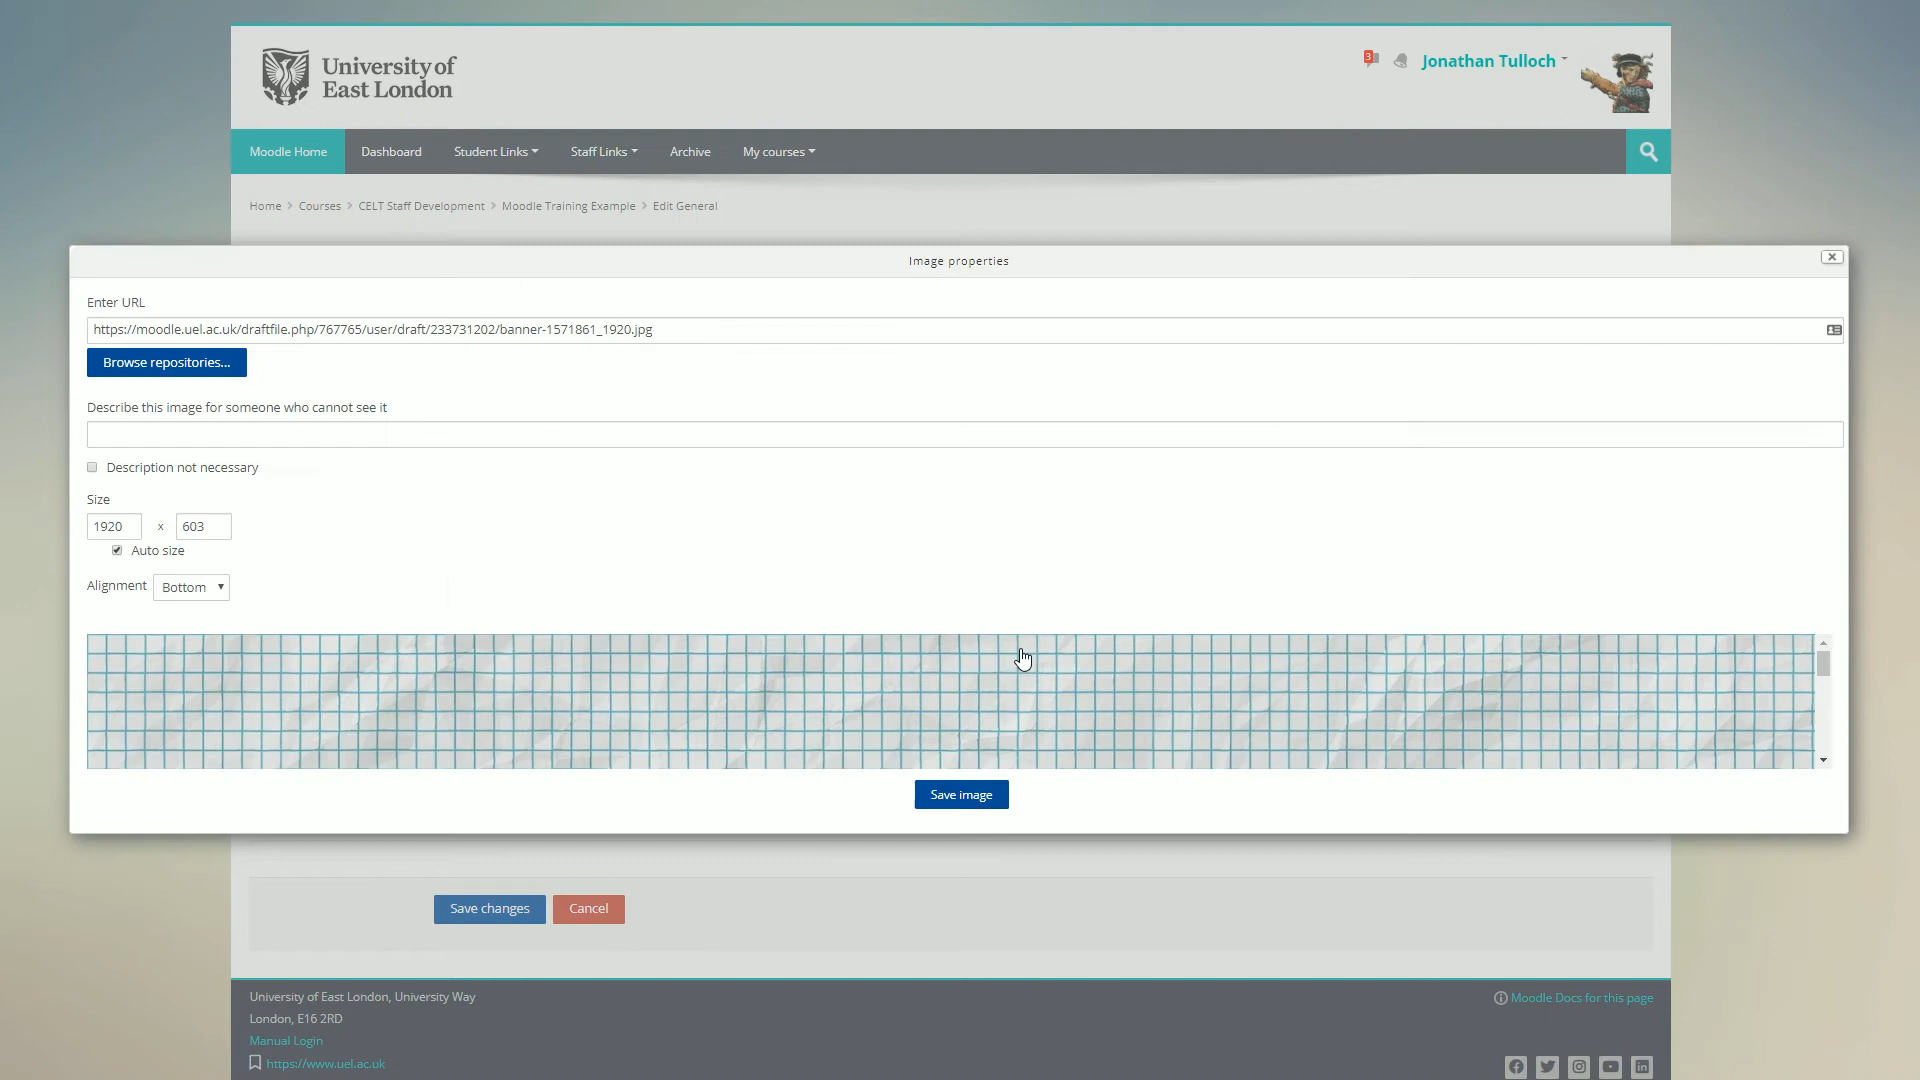 University of
East London
3
Jonathan Tulloch
Moodle Home
Dashboard
Student Links
Staff Links
Archive
My courses
Home > Courses > CELT Staff Development > Moodle Training Example > Edit General
Image properties
Enter URL
https://moodle.uel.ac.uk/draftfile.php/767765/user/draft/233731202/banner-1571861_1920.jpg
Browse repositories...
Describe this image for someone who cannot see it
Description not necessary
Size
1920 x 603
Auto size
Alignment Bottom
Save image
Save changes
Cancel
University of East London, University Way
London, E16 2RD
Manual Login
https://www.uel.ac.uk
Moodle Docs for this page